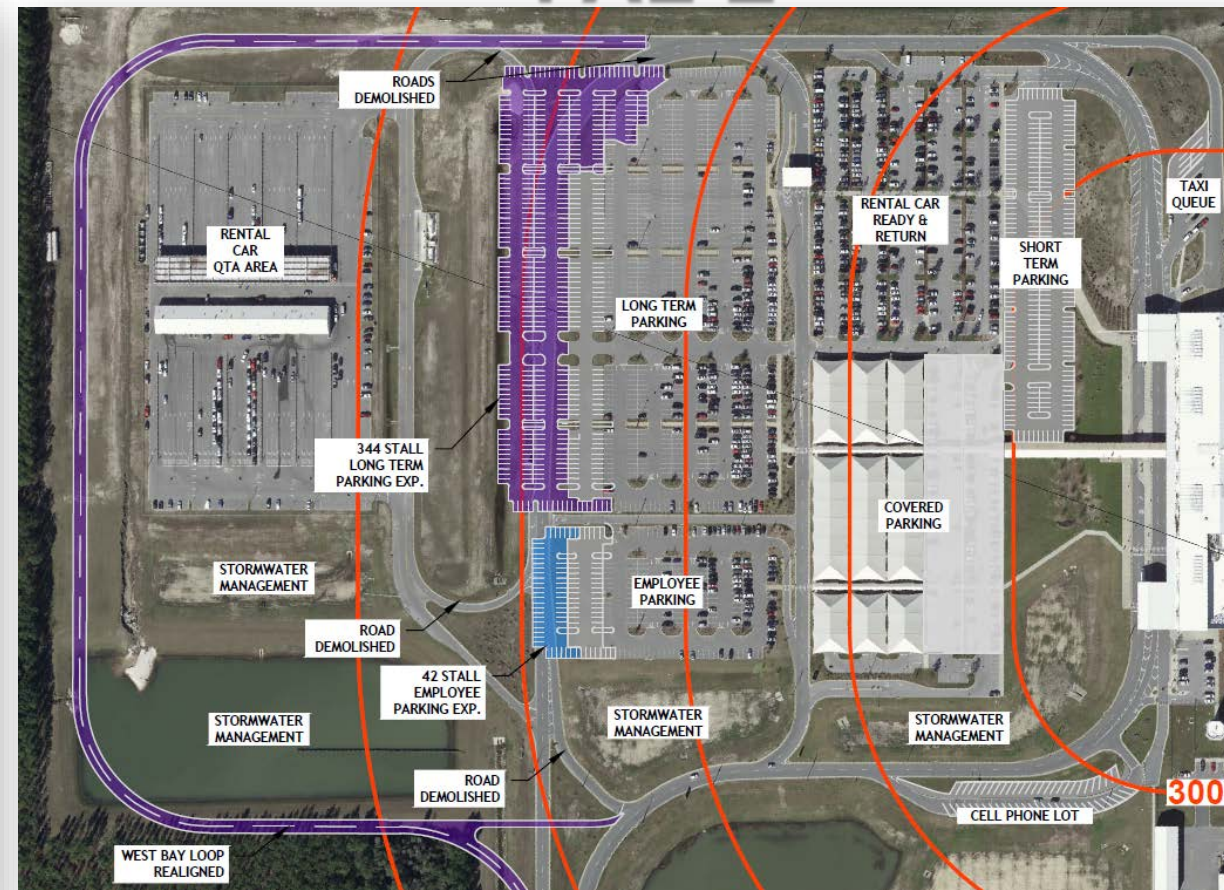 ROADS
DEMOLISHED
TAXI
QUEUE
RENTAL CAR
READY &
RETURN
RENTAL
CAR
QTA AREA
SHORT
TERM
PARKING
LONG TERM
PARKING
344 STALL
LONG TERM
PARKING EXP.
COVERED
PARKING
STORMWATER
MANAGEMENT
EMPLOYEE
PARKING
ROAD
DEMOLISHED
42 STALL
EMPLOYEE
PARKING EXP.
STORMWATER
MANAGEMENT
STORMWATER
MANAGEMENT
STORMWATER
MANAGEMENT
ROAD
DEMOLISHED
300
CELL PHONE LOT
WEST BAY LOOP
REALIGNED